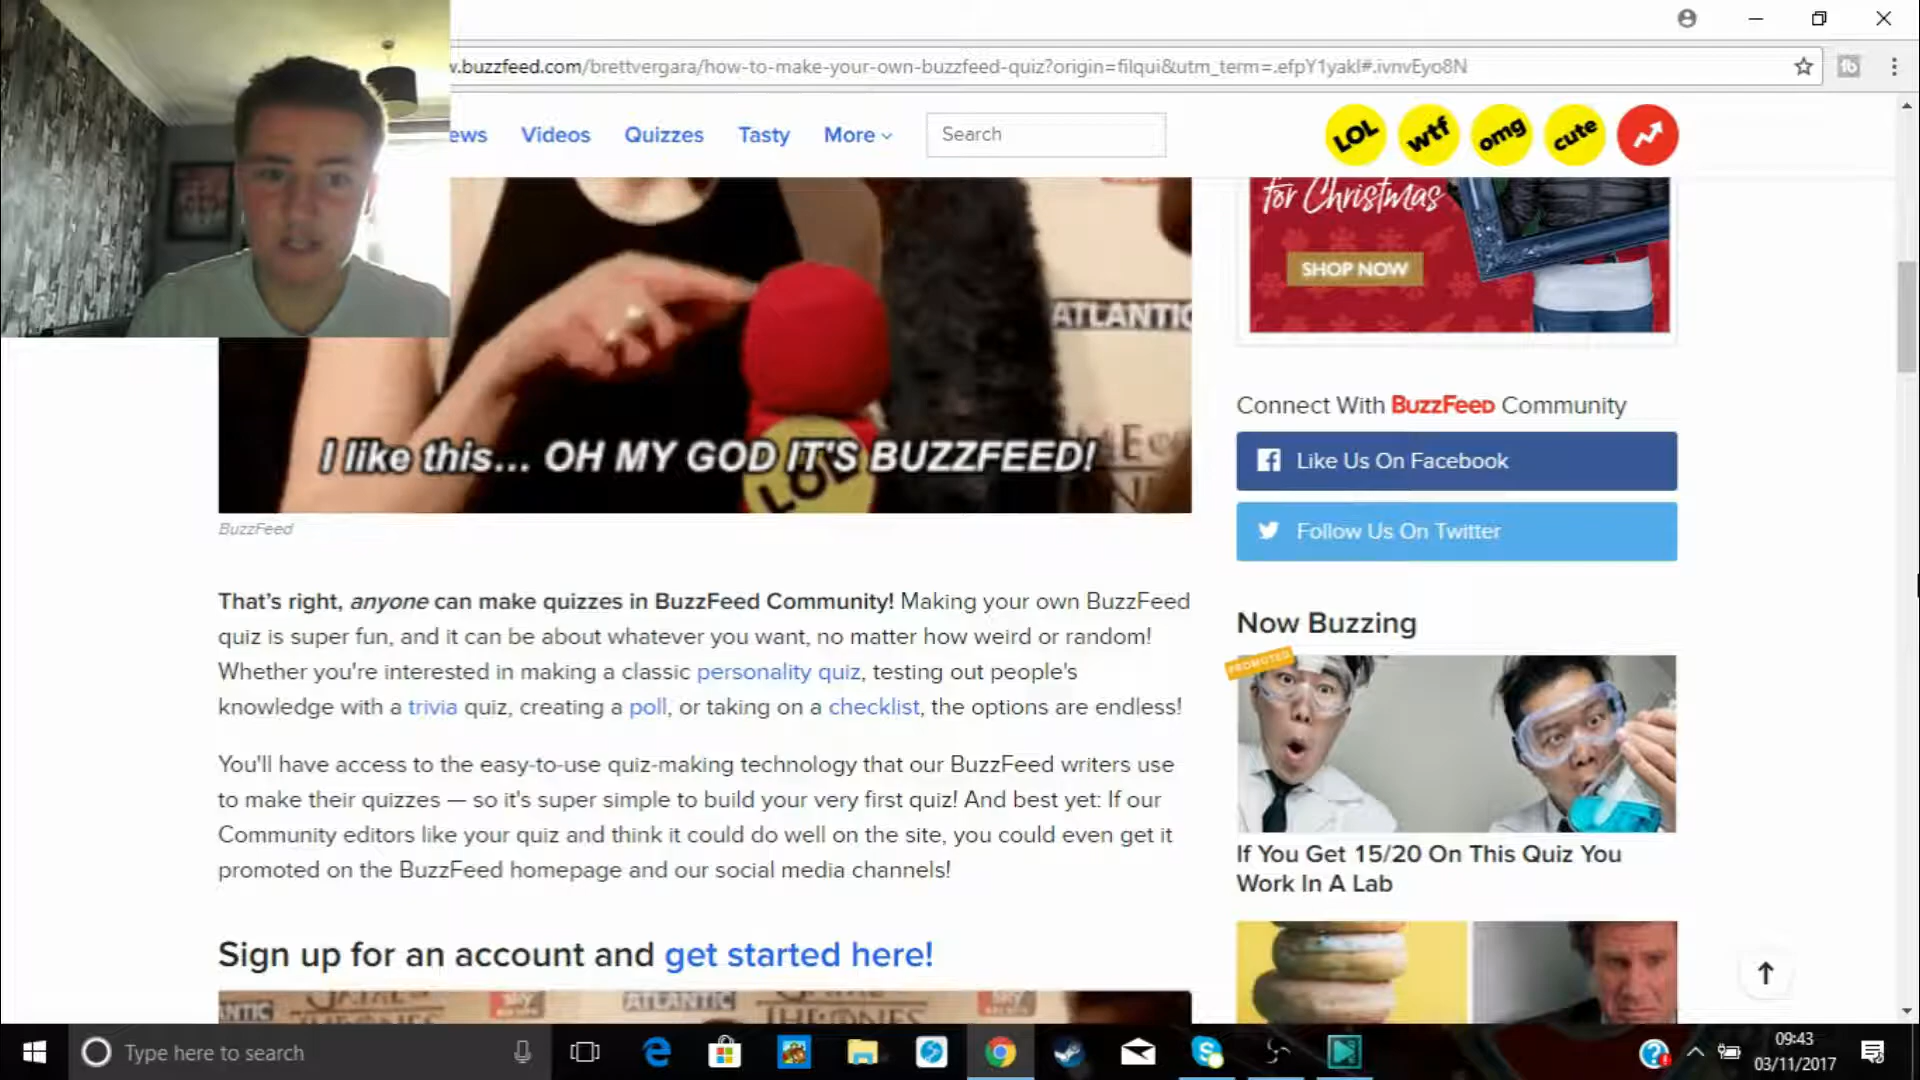 w.buzzfeed.com/brettvergara/how-to-make-your-own-buzzfeed-quiz?origin=filqui&utm_term=.efpY1yakl#.ivnvEyo8N
ews Videos Quizzes Tasty More Search
LOL wtf omg cute
for Christmas
SHOP NOW
ATLANTIC
I like this... OH MY GOD IT'S BUZZFEED!
LOL
BuzzFeed
Connect With BuzzFeed Community
Like Us On Facebook
Follow Us On Twitter
That's right, anyone can make quizzes in BuzzFeed Community! Making your own BuzzFeed
quiz is super fun, and it can be about whatever you want, no matter how weird or random!
Whether you're interested in making a classic personality quiz, testing out people's
knowledge with a trivia quiz, creating a poll, or taking on a checklist, the options are endless!
You'll have access to the easy-to-use quiz-making technology that our BuzzFeed writers use
to make their quizzes — so it's super simple to build your very first quiz! And best yet: If our
Community editors like your quiz and think it could do well on the site, you could even get it
promoted on the BuzzFeed homepage and our social media channels!
Sign up for an account and get started here!
NTIC sky ATLANTIC THRONES
Now Buzzing
PROMOTED
If You Get 15/20 On This Quiz You
Work In A Lab
Type here to search
09:43
03/11/2017